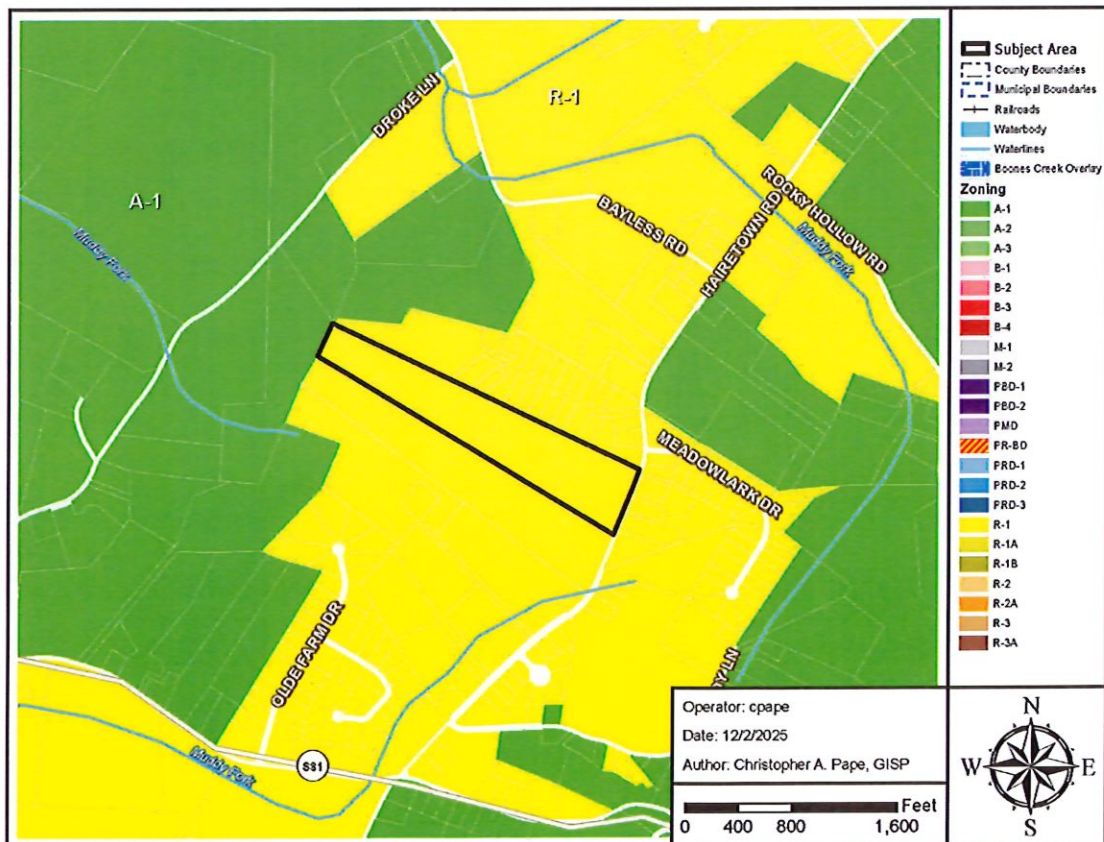 DROKE LN
R-1
A-1
Muddy Fork
BAYLESS RD
HAIRETOWN RD
ROCKY HOLLOW RD
Muddy Fork
MEADOWLARK DR
OLDE FARM DR
DY LN
Muddy Fork
881
Subject Area
County Boundaries
Municipal Boundaries
Railroads
Waterbody
Waterlines
Boones Creek Overlay
Zoning
A-1
A-2
A-3
B-1
B-2
B-3
B-4
M-1
M-2
PBD-1
PBD-2
PMD
PR-BD
PRD-1
PRD-2
PRD-3
R-1
R-1A
R-1B
R-2
R-2A
R-3
R-3A
Operator: cpape
Date: 12/2/2025
Author: Christopher A. Pape, GISP
Feet
0 400 800 1,600
N
W E
S